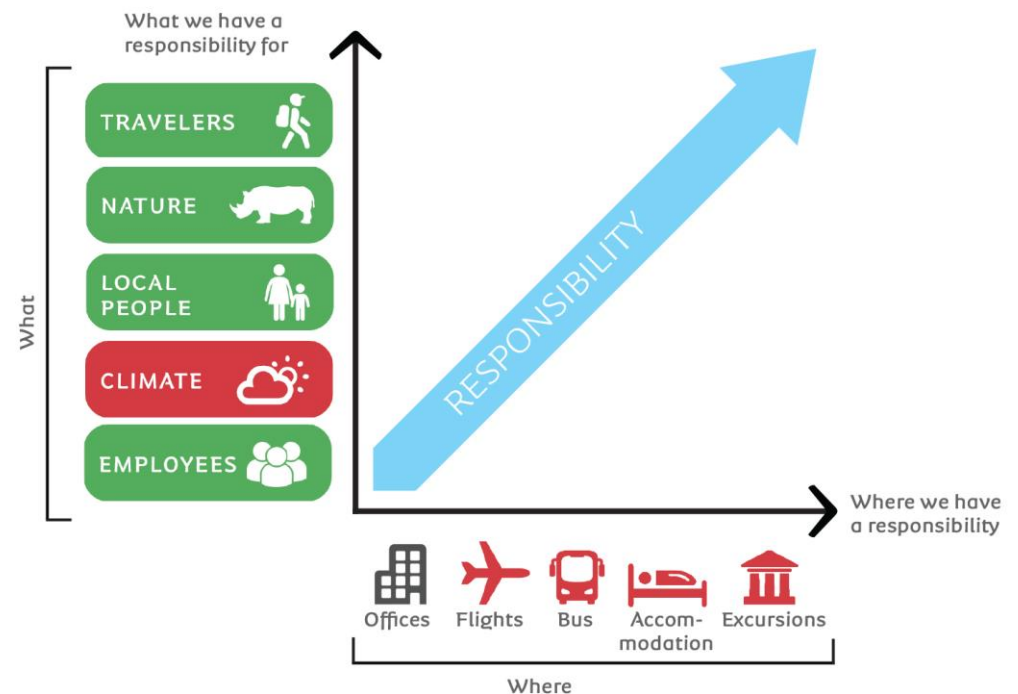 What we have a
responsibility for
What
TRAVELERS
NATURE
LOCAL
PEOPLE
CLIMATE
EMPLOYEES
RESPONSIBILITY
Where we have
a responsibility
Offices
Flights
Bus
Accom-
modation
Excursions
Where